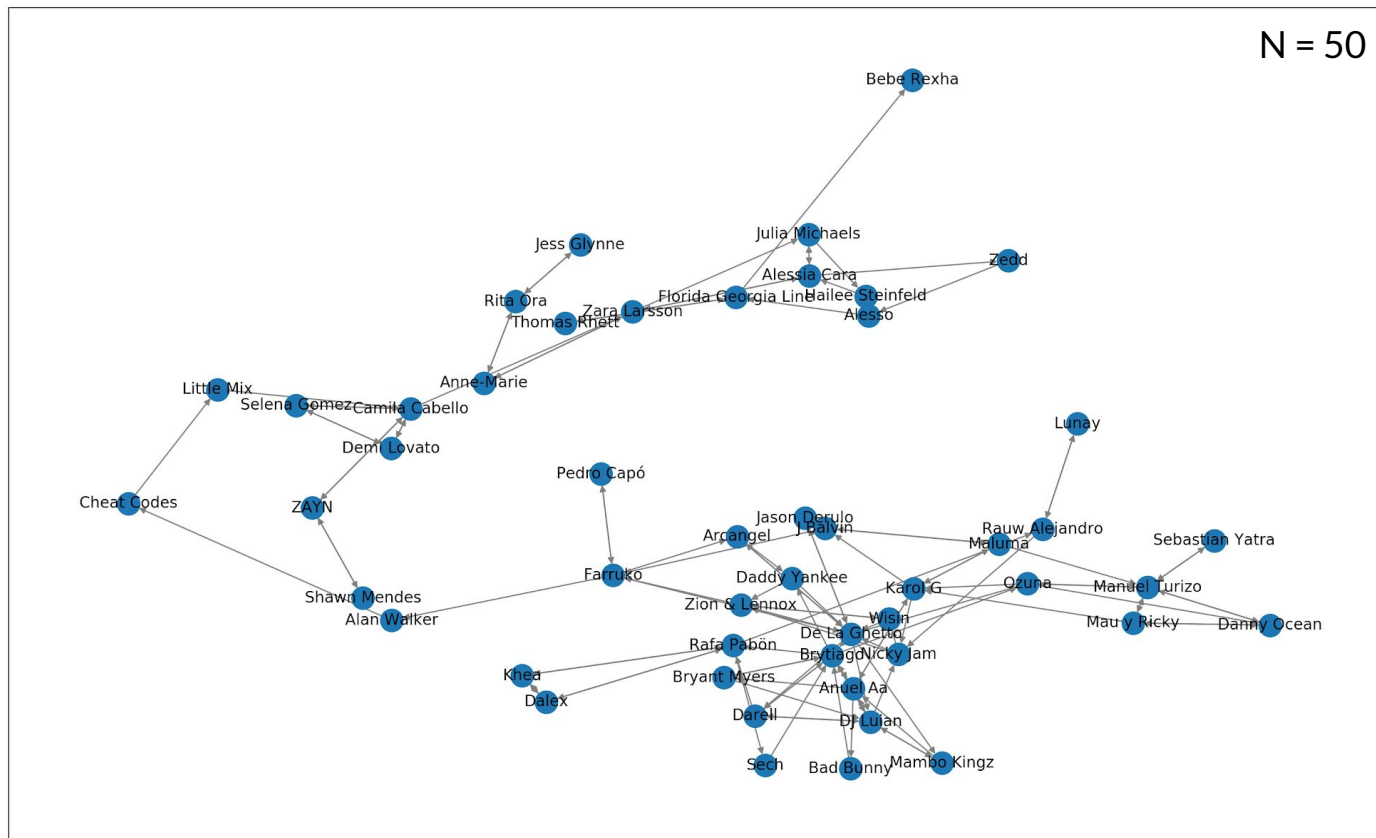 N = 50
Bebe Rexha
Julia Michaels
Jess Glynne
Zedd
Alessia Cara
Florida Georgia Line
Hailee Steinfeld
Rita Ora
Zara Larsson
Alesso
Thomas Rhett
Anne-Marie
Little Mix
Selena Gomez
Camila Cabello
Lunay
Demi Lovato
Pedro Capó
Cheat Codes
ZAYN
Jason Derulo
J Balvin
Rauw Alejandro
Arcangel
Maluma
Sebastian Yatra
Farruko
Daddy Yankee
Karol G
Ozuna
Manuel Turizo
Shawn Mendes
Zion & Lennox
Alan Walker
Wisin
Mau y Ricky
Danny Ocean
De La Ghetto
Rafa Pabön
Brytiago
Nicky Jam
Khea
Bryant Myers
Anuel Aa
Dalex
Darell
DJ Luian
Sech
Bad Bunny
Mambo Kingz